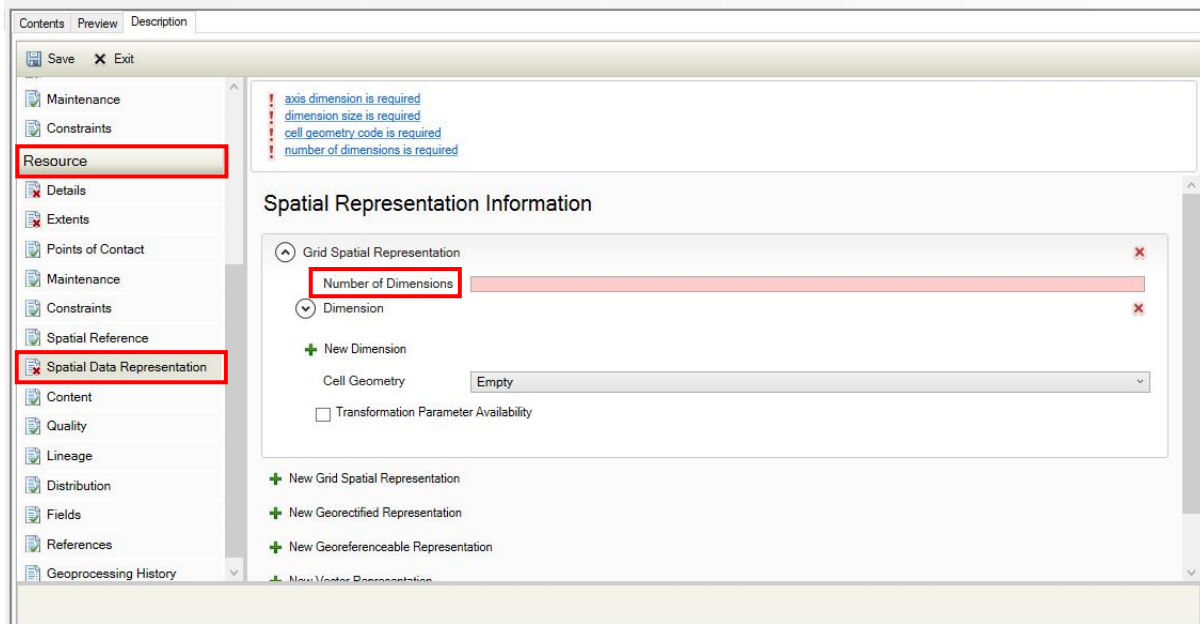 Contents Preview Description
Save Exit
Maintenance
Constraints
Resource
Details
Extents
Points of Contact
Maintenance
Constraints
Spatial Reference
Spatial Data Representation
Content
Quality
Lineage
Distribution
Fields
References
Geoprocessing History
axis dimension is required
dimension size is required
cell geometry code is required
number of dimensions is required
Spatial Representation Information
Grid Spatial Representation
Number of Dimensions
Dimension
New Dimension
Cell Geometry Empty
Transformation Parameter Availability
New Grid Spatial Representation
New Georectified Representation
New Georeferenceable Representation
New Vector Representation